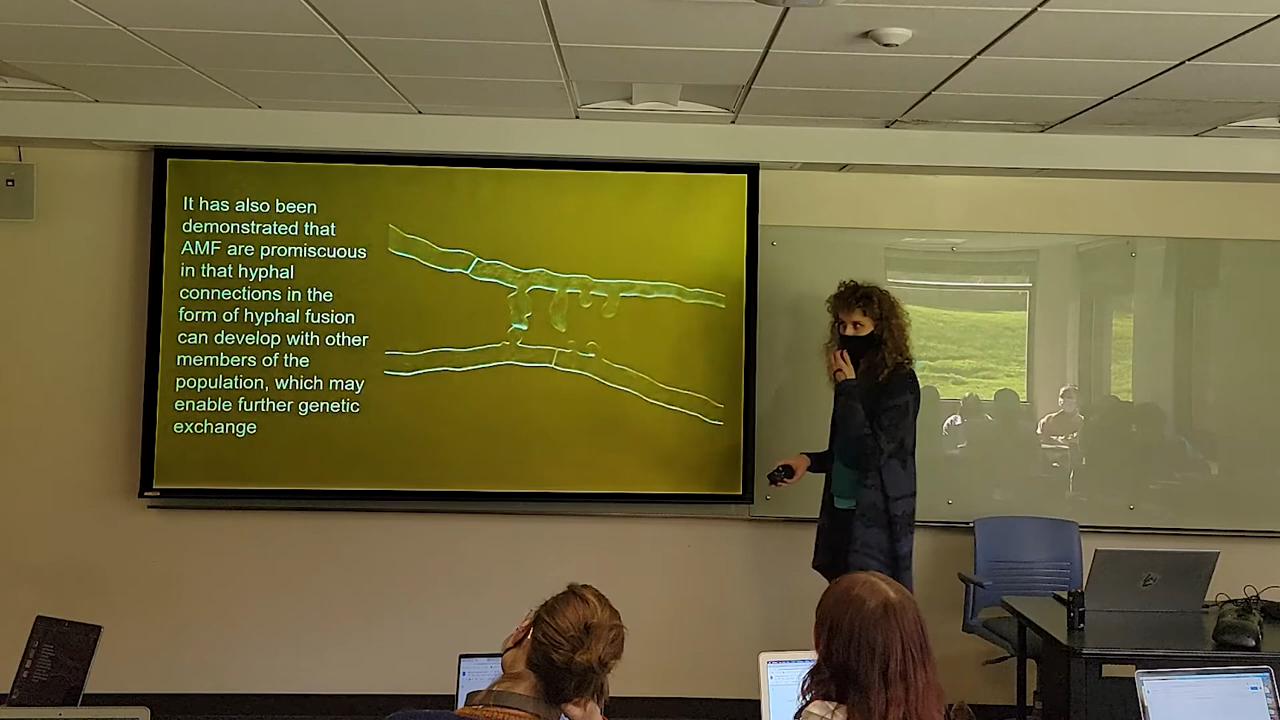 It has also been
demonstrated that
AMF are promiscuous
in that hyphal
connections in the
form of hyphal fusion
can develop with other
members of the
population, which may
enable further genetic
exchange